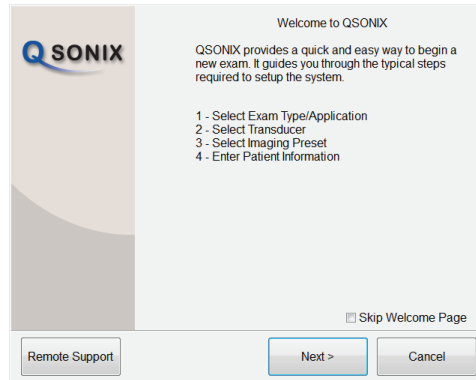 Welcome to QSONIX
Q SONIX
QSONIX provides a quick and easy way to begin a
new exam. It guides you through the typical steps
required to setup the system.
1 - Select Exam Type/Application
2 - Select Transducer
3 - Select Imaging Preset
4 - Enter Patient Information
Skip Welcome Page
Remote Support
Next >
Cancel